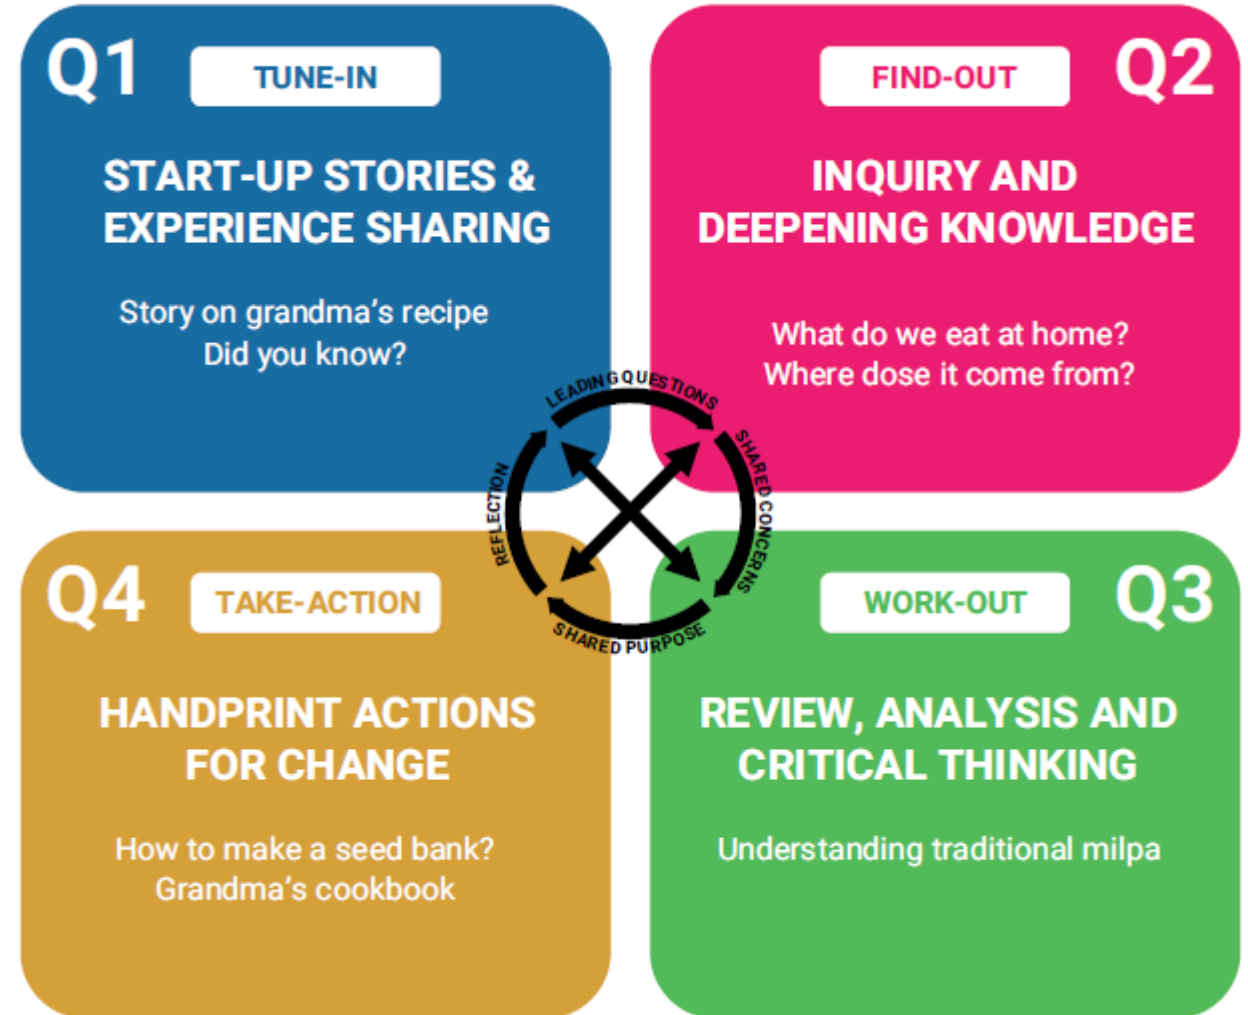 Q1
TUNE-IN
START-UP STORIES &
EXPERIENCE SHARING
Story on grandma's recipe
Did you know?
Q2
FIND-OUT
INQUIRY AND
DEEPENING KNOWLEDGE
What do we eat at home?
Where dose it come from?
LEADING QUESTIONS
SHARED CONCERNS
SHARED PURPOSE
REFLECTION
Q4
TAKE-ACTION
HANDPRINT ACTIONS
FOR CHANGE
How to make a seed bank?
Grandma's cookbook
Q3
WORK-OUT
REVIEW, ANALYSIS AND
CRITICAL THINKING
Understanding traditional milpa